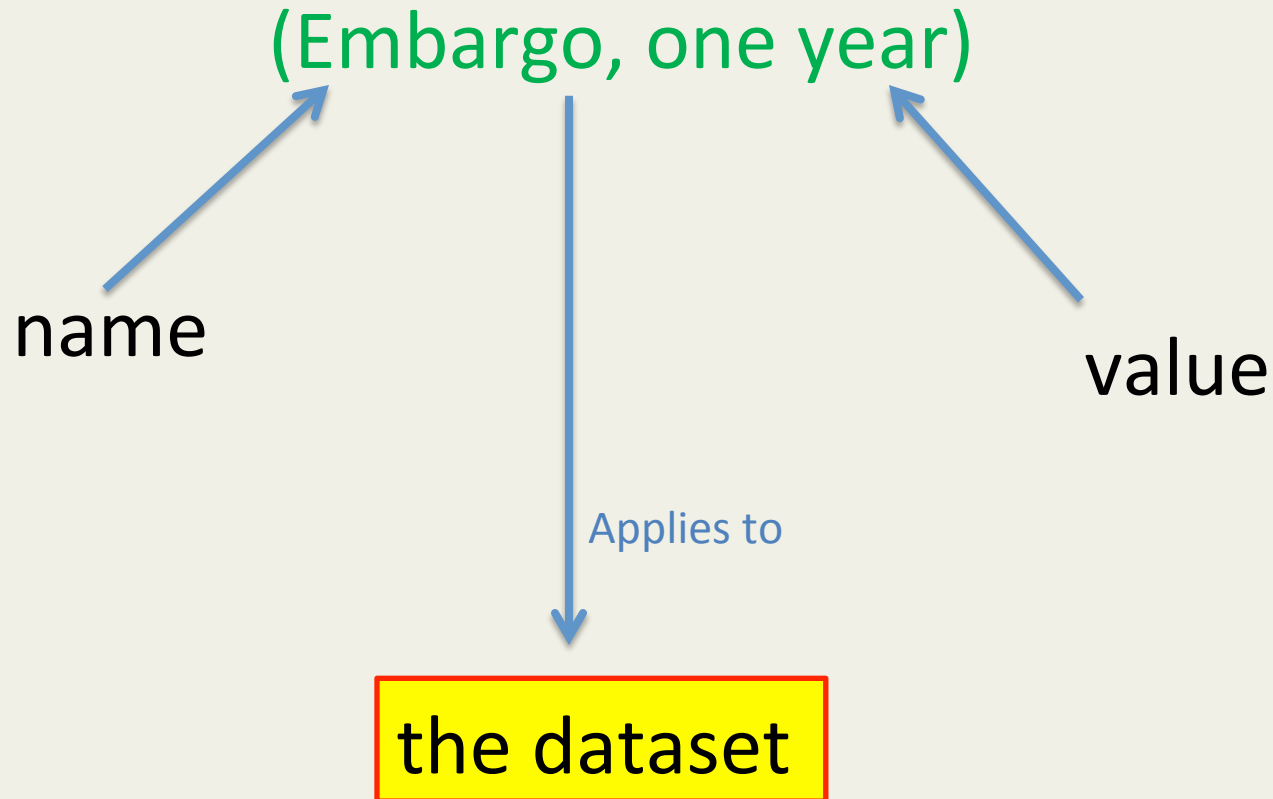 (Embargo, one year)
name
value
Applies to
the dataset